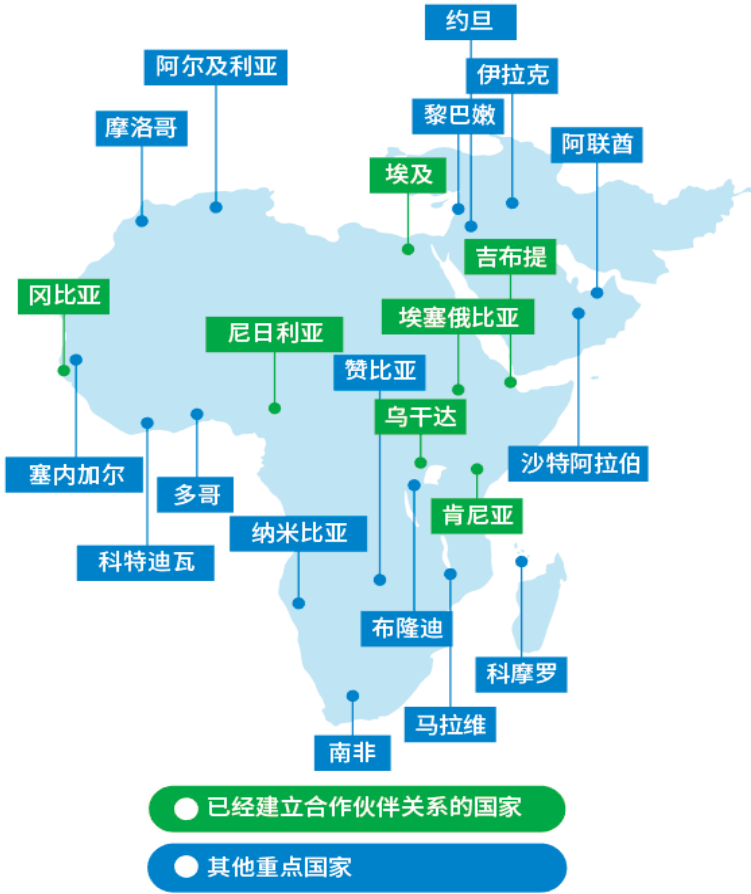 约旦
阿尔及利亚
伊拉克
黎巴嫩
摩洛哥
阿联酋
埃及
吉布提
冈比亚
埃塞俄比亚
尼日利亚
赞比亚
乌干达
沙特阿拉伯
塞内加尔
多哥
肯尼亚
纳米比亚
科特迪瓦
布隆迪
科摩罗
马拉维
南非
已经建立合作伙伴关系的国家
其他重点国家